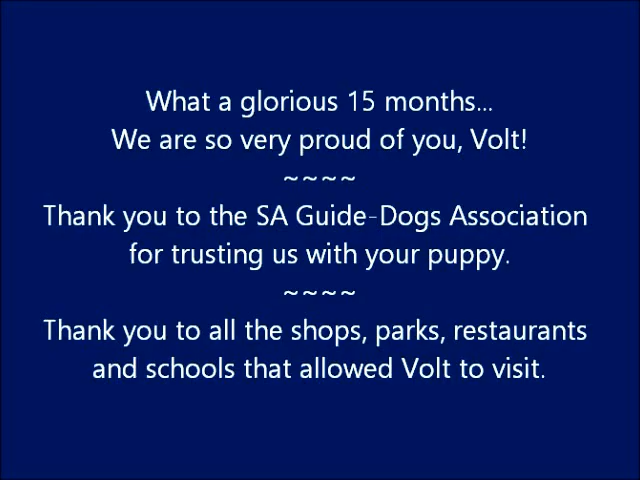 What a glorious 15 months...
We are so very proud of you, Volt!
~~~~
Thank you to the SA Guide-Dogs Association
for trusting us with your puppy.
~~~~
Thank you to all the shops, parks, restaurants
and schools that allowed Volt to visit.